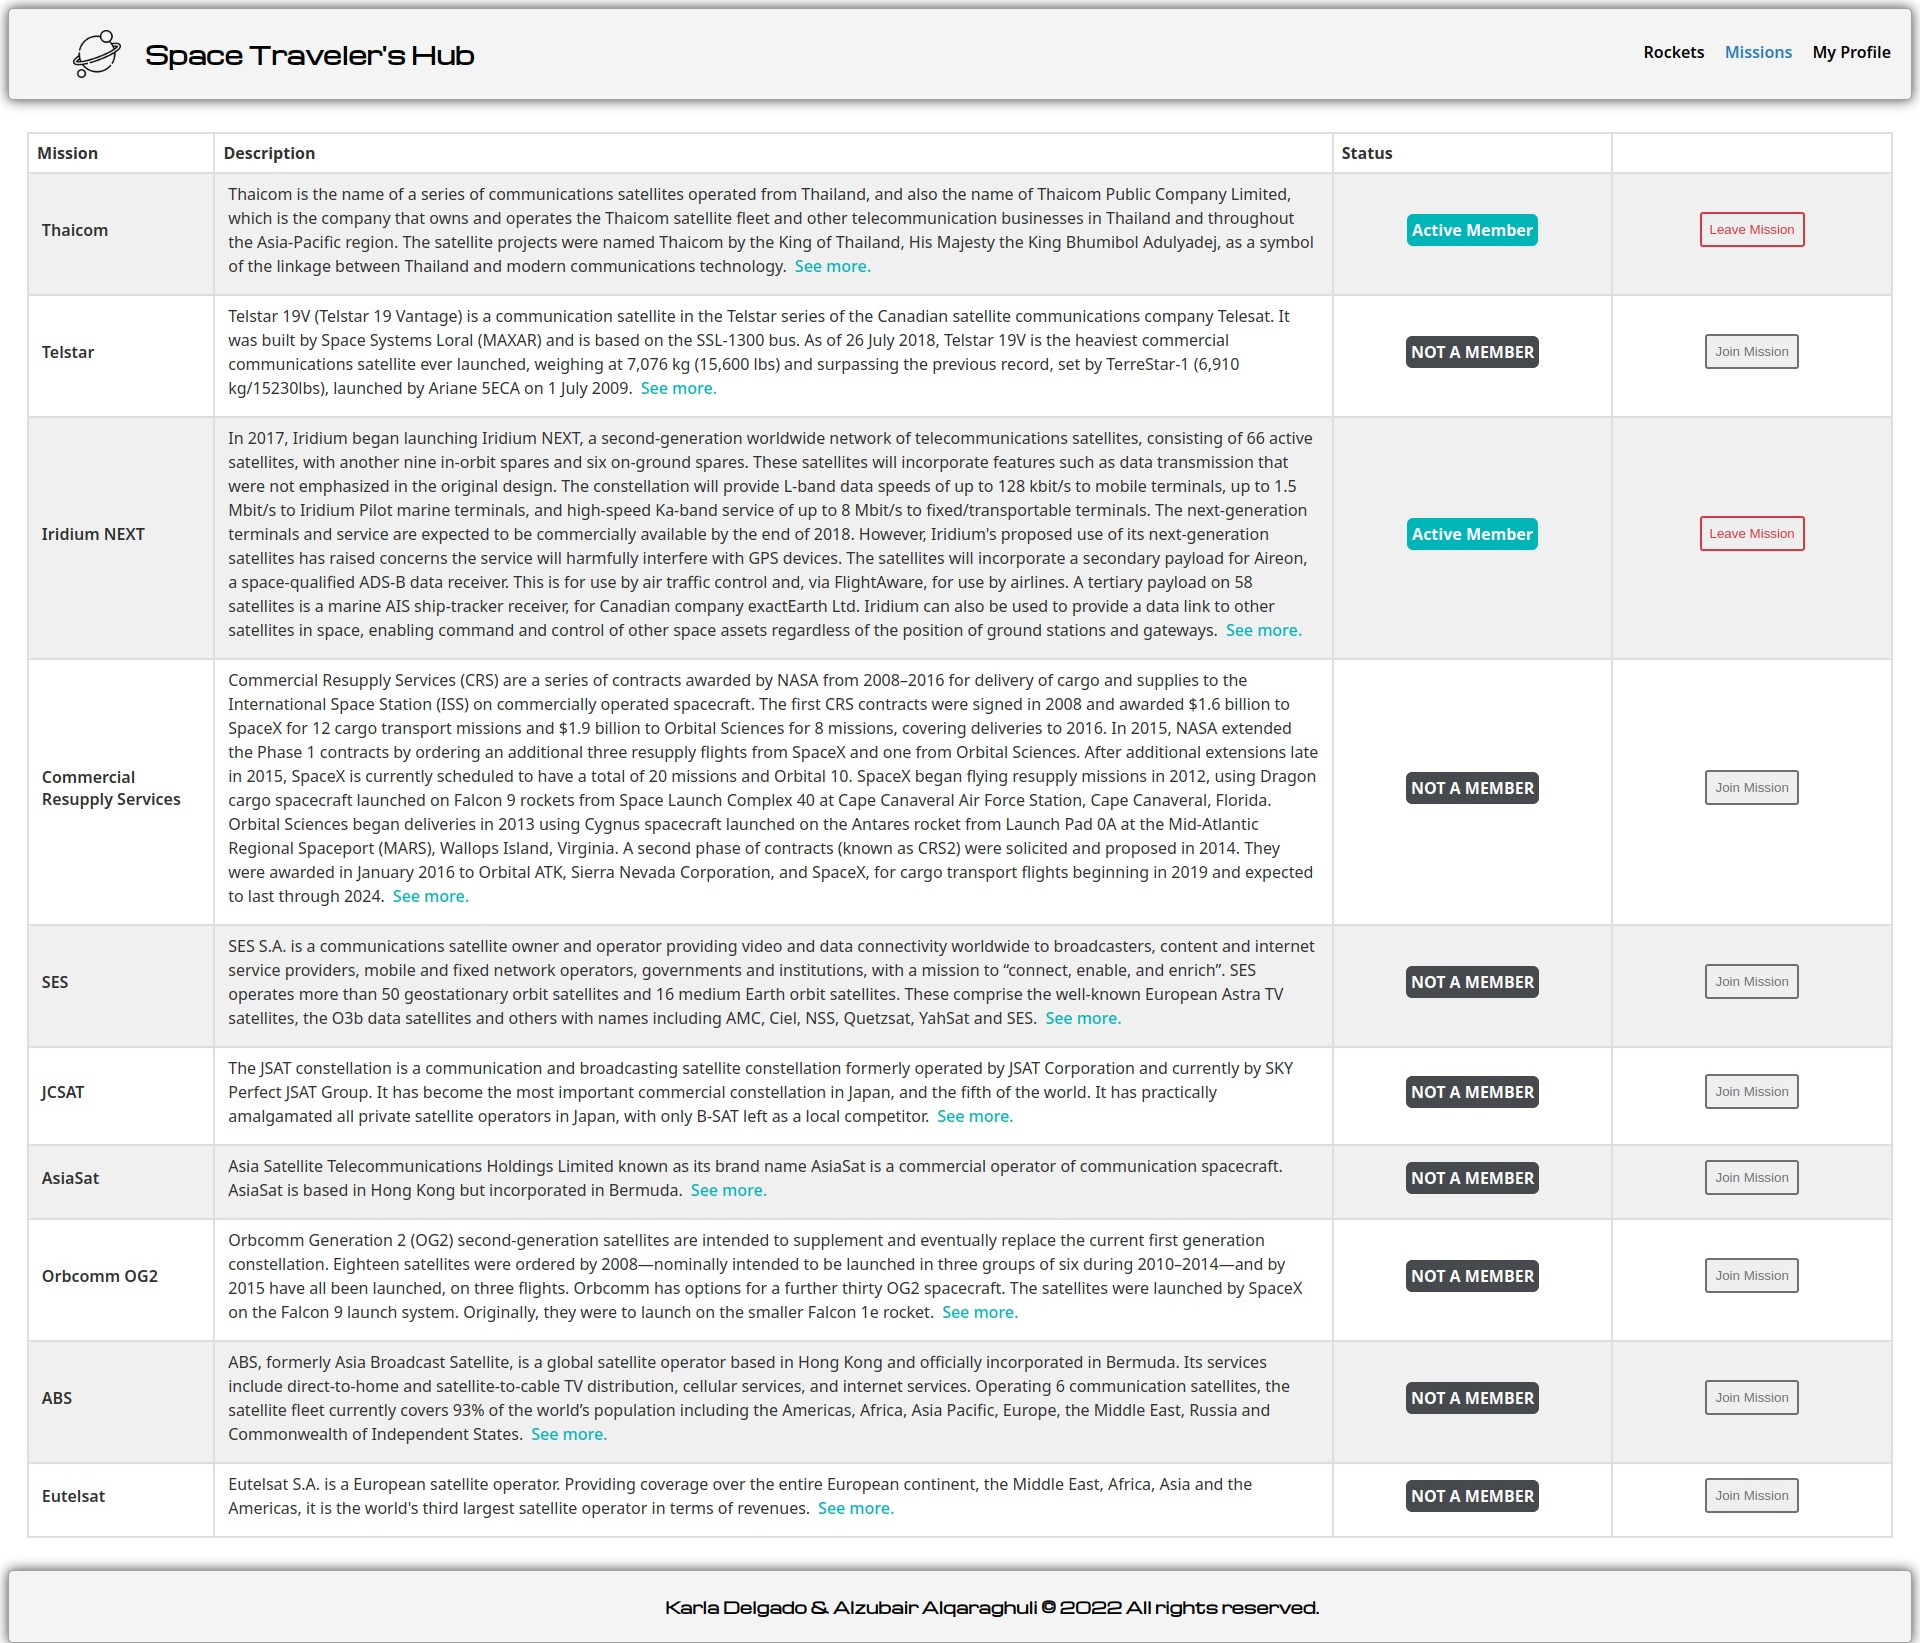 Space Traveler's Hub
Rockets Missions My Profile
Mission Description Status
Thaicom
Thaicom is the name of a series of communications satellites operated from Thailand, and also the name of Thaicom Public Company Limited,
which is the company that owns and operates the Thaicom satellite fleet and other telecommunication businesses in Thailand and throughout
the Asia-Pacific region. The satellite projects were named Thaicom by the King of Thailand, His Majesty the King Bhumibol Adulyadej, as a symbol
of the linkage between Thailand and modern communications technology. See more.
Active Member
Leave Mission
Telstar
Telstar 19V (Telstar 19 Vantage) is a communication satellite in the Telstar series of the Canadian satellite communications company Telesat. It
was built by Space Systems Loral (MAXAR) and is based on the SSL-1300 bus. As of 26 July 2018, Telstar 19V is the heaviest commercial
communications satellite ever launched, weighing at 7,076 kg (15,600 lbs) and surpassing the previous record, set by TerreStar-1 (6,910
kg/15230lbs), launched by Ariane 5ECA on 1 July 2009. See more.
NOT A MEMBER
Join Mission
Iridium NEXT
In 2017, Iridium began launching Iridium NEXT, a second-generation worldwide network of telecommunications satellites, consisting of 66 active
satellites, with another nine in-orbit spares and six on-ground spares. These satellites will incorporate features such as data transmission that
were not emphasized in the original design. The constellation will provide L-band data speeds of up to 128 kbit/s to mobile terminals, up to 1.5
Mbit/s to Iridium Pilot marine terminals, and high-speed Ka-band service of up to 8 Mbit/s to fixed/transportable terminals. The next-generation
terminals and service are expected to be commercially available by the end of 2018. However, Iridium's proposed use of its next-generation
satellites has raised concerns the service will harmfully interfere with GPS devices. The satellites will incorporate a secondary payload for Aireon,
a space-qualified ADS-B data receiver. This is for use by air traffic control and, via FlightAware, for use by airlines. A tertiary payload on 58
satellites is a marine AIS ship-tracker receiver, for Canadian company exactEarth Ltd. Iridium can also be used to provide a data link to other
satellites in space, enabling command and control of other space assets regardless of the position of ground stations and gateways. See more.
Active Member
Leave Mission
Commercial
Resupply Services
Commercial Resupply Services (CRS) are a series of contracts awarded by NASA from 2008–2016 for delivery of cargo and supplies to the
International Space Station (ISS) on commercially operated spacecraft. The first CRS contracts were signed in 2008 and awarded $1.6 billion to
SpaceX for 12 cargo transport missions and $1.9 billion to Orbital Sciences for 8 missions, covering deliveries to 2016. In 2015, NASA extended
the Phase 1 contracts by ordering an additional three resupply flights from SpaceX and one from Orbital Sciences. After additional extensions late
in 2015, SpaceX is currently scheduled to have a total of 20 missions and Orbital 10. SpaceX began flying resupply missions in 2012, using Dragon
cargo spacecraft launched on Falcon 9 rockets from Space Launch Complex 40 at Cape Canaveral Air Force Station, Cape Canaveral, Florida.
Orbital Sciences began deliveries in 2013 using Cygnus spacecraft launched on the Antares rocket from Launch Pad 0A at the Mid-Atlantic
Regional Spaceport (MARS), Wallops Island, Virginia. A second phase of contracts (known as CRS2) were solicited and proposed in 2014. They
were awarded in January 2016 to Orbital ATK, Sierra Nevada Corporation, and SpaceX, for cargo transport flights beginning in 2019 and expected
to last through 2024. See more.
NOT A MEMBER
Join Mission
SES
SES S.A. is a communications satellite owner and operator providing video and data connectivity worldwide to broadcasters, content and internet
service providers, mobile and fixed network operators, governments and institutions, with a mission to “connect, enable, and enrich”. SES
operates more than 50 geostationary orbit satellites and 16 medium Earth orbit satellites. These comprise the well-known European Astra TV
satellites, the O3b data satellites and others with names including AMC, Ciel, NSS, Quetzsat, YahSat and SES. See more.
NOT A MEMBER
Join Mission
JCSAT
The JSAT constellation is a communication and broadcasting satellite constellation formerly operated by JSAT Corporation and currently by SKY
Perfect JSAT Group. It has become the most important commercial constellation in Japan, and the fifth of the world. It has practically
amalgamated all private satellite operators in Japan, with only B-SAT left as a local competitor. See more.
NOT A MEMBER
Join Mission
AsiaSat
Asia Satellite Telecommunications Holdings Limited known as its brand name AsiaSat is a commercial operator of communication spacecraft.
AsiaSat is based in Hong Kong but incorporated in Bermuda. See more.
NOT A MEMBER
Join Mission
Orbcomm OG2
Orbcomm Generation 2 (OG2) second-generation satellites are intended to supplement and eventually replace the current first generation
constellation. Eighteen satellites were ordered by 2008—nominally intended to be launched in three groups of six during 2010–2014—and by
2015 have all been launched, on three flights. Orbcomm has options for a further thirty OG2 spacecraft. The satellites were launched by SpaceX
on the Falcon 9 launch system. Originally, they were to launch on the smaller Falcon 1e rocket. See more.
NOT A MEMBER
Join Mission
ABS
ABS, formerly Asia Broadcast Satellite, is a global satellite operator based in Hong Kong and officially incorporated in Bermuda. Its services
include direct-to-home and satellite-to-cable TV distribution, cellular services, and internet services. Operating 6 communication satellites, the
satellite fleet currently covers 93% of the world’s population including the Americas, Africa, Asia Pacific, Europe, the Middle East, Russia and
Commonwealth of Independent States. See more.
NOT A MEMBER
Join Mission
Eutelsat
Eutelsat S.A. is a European satellite operator. Providing coverage over the entire European continent, the Middle East, Africa, Asia and the
Americas, it is the world's third largest satellite operator in terms of revenues. See more.
NOT A MEMBER
Join Mission
Karla Delgado & Alzubair Alqaraghuli © 2022 All rights reserved.